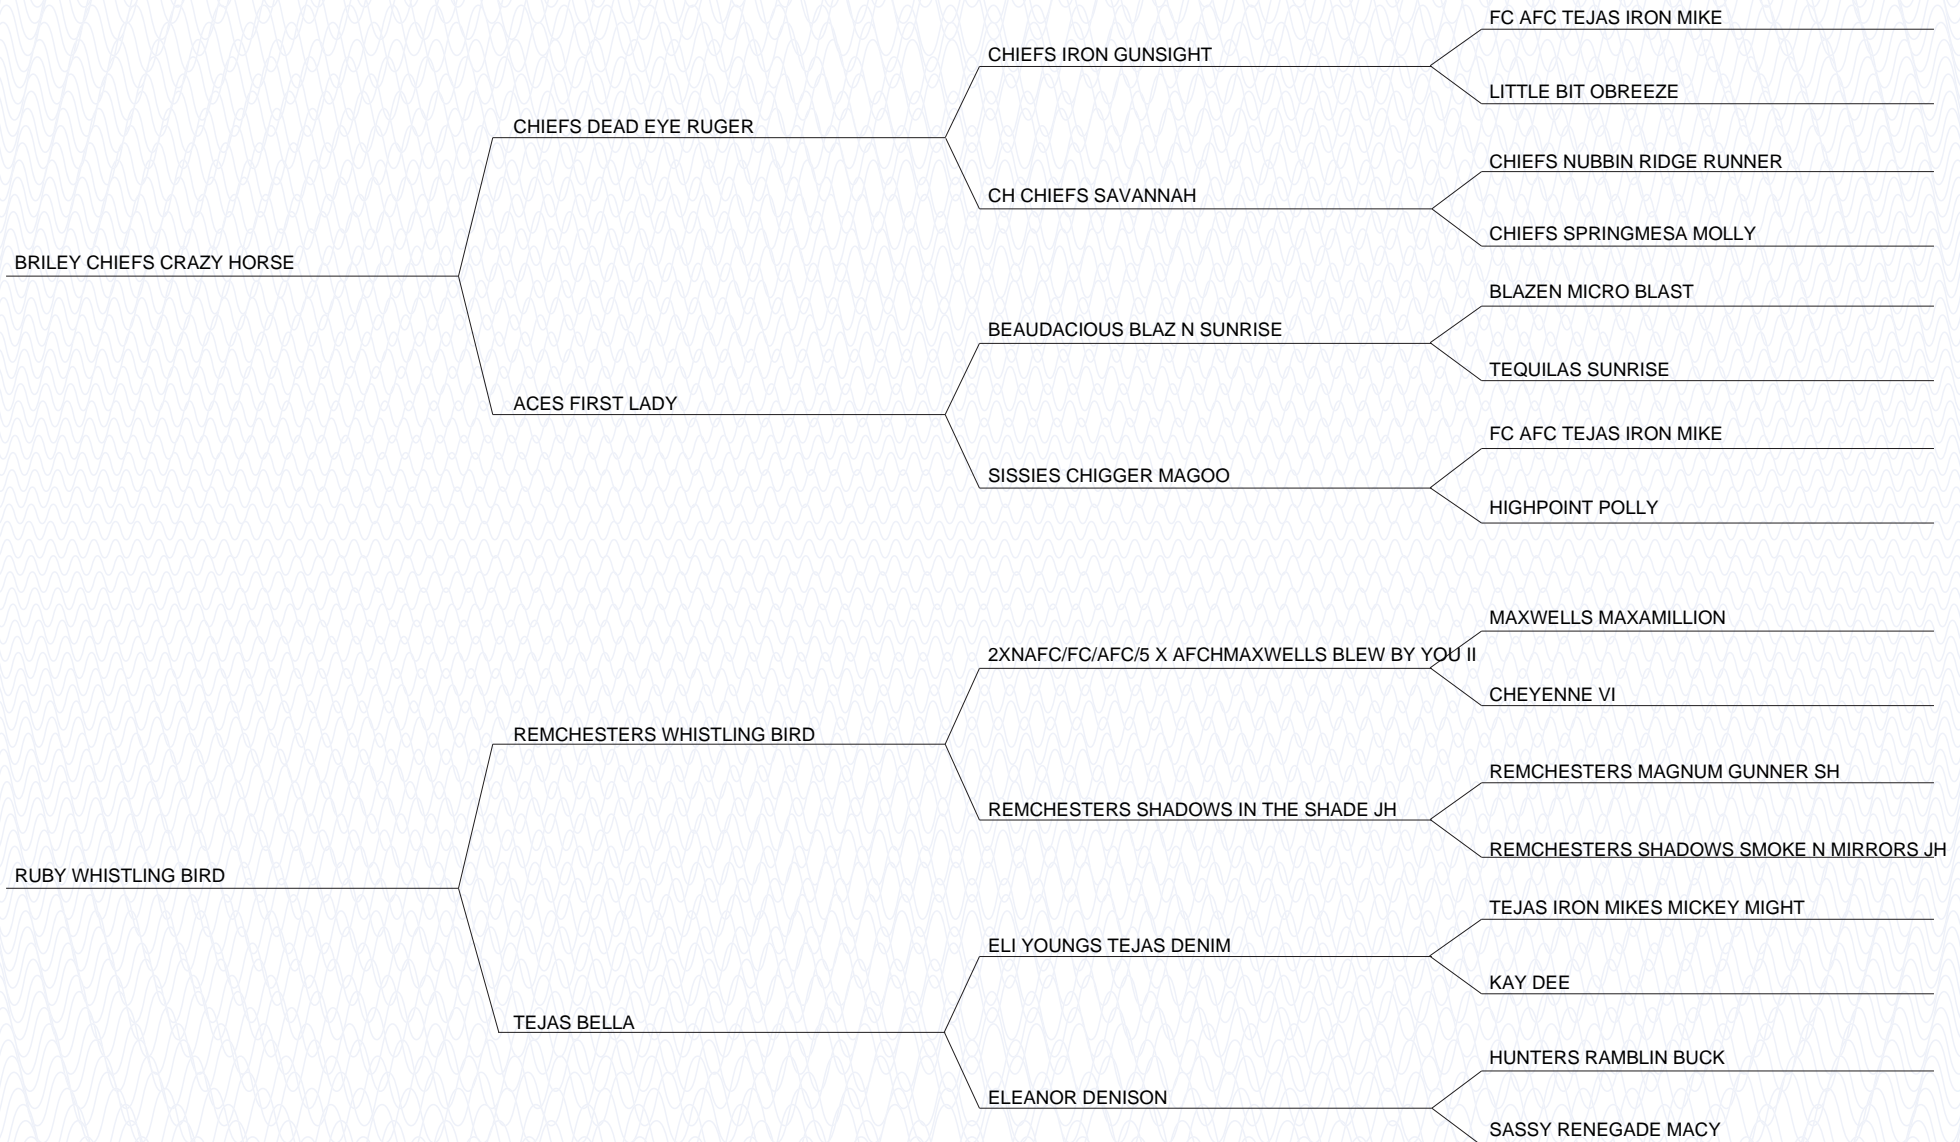 FC AFC TEJAS IRON MIKE
CHIEFS IRON GUNSIGHT
LITTLE BIT OBREEZE
CHIEFS DEAD EYE RUGER
CHIEFS NUBBIN RIDGE RUNNER
CH CHIEFS SAVANNAH
CHIEFS SPRINGMESA MOLLY
BRILEY CHIEFS CRAZY HORSE
BLAZEN MICRO BLAST
BEAUDACIOUS BLAZ N SUNRISE
TEQUILAS SUNRISE
ACES FIRST LADY
FC AFC TEJAS IRON MIKE
SISSIES CHIGGER MAGOO
HIGHPOINT POLLY
MAXWELLS MAXAMILLION
2XNAFC/FC/AFC/5 X AFCHMAXWELLS BLEW BY YOU II
CHEYENNE VI
REMCHESTERS WHISTLING BIRD
REMCHESTERS MAGNUM GUNNER SH
REMCHESTERS SHADOWS IN THE SHADE JH
REMCHESTERS SHADOWS SMOKE N MIRRORS JH
RUBY WHISTLING BIRD
TEJAS IRON MIKES MICKEY MIGHT
ELI YOUNGS TEJAS DENIM
KAY DEE
TEJAS BELLA
HUNTERS RAMBLIN BUCK
ELEANOR DENISON
SASSY RENEGADE MACY